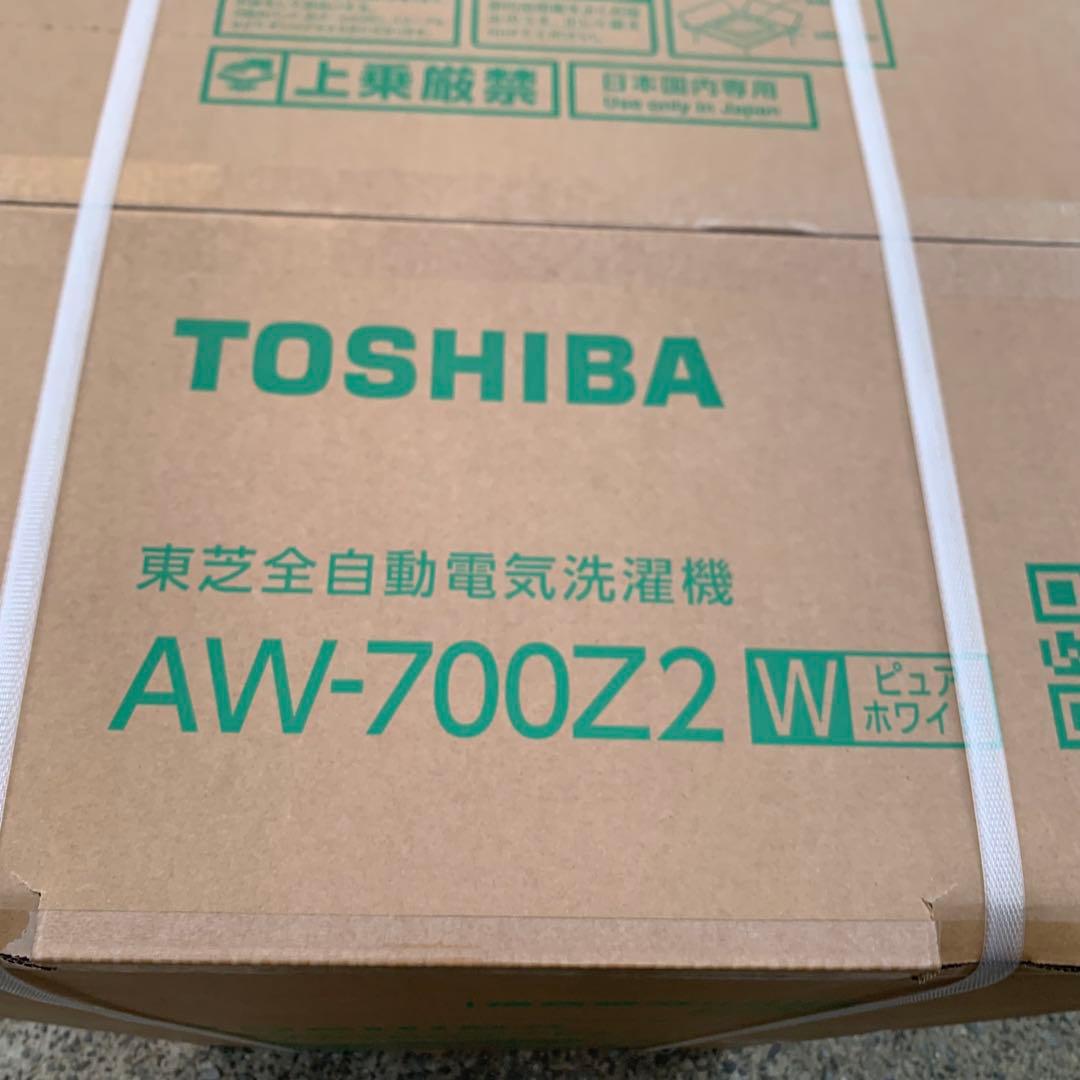 上乗厳禁
日本国内専用
Use only in Japan
TOSHIBA
東芝全自動電気洗濯機
AW-700Z2 W ピュア
ホワイ